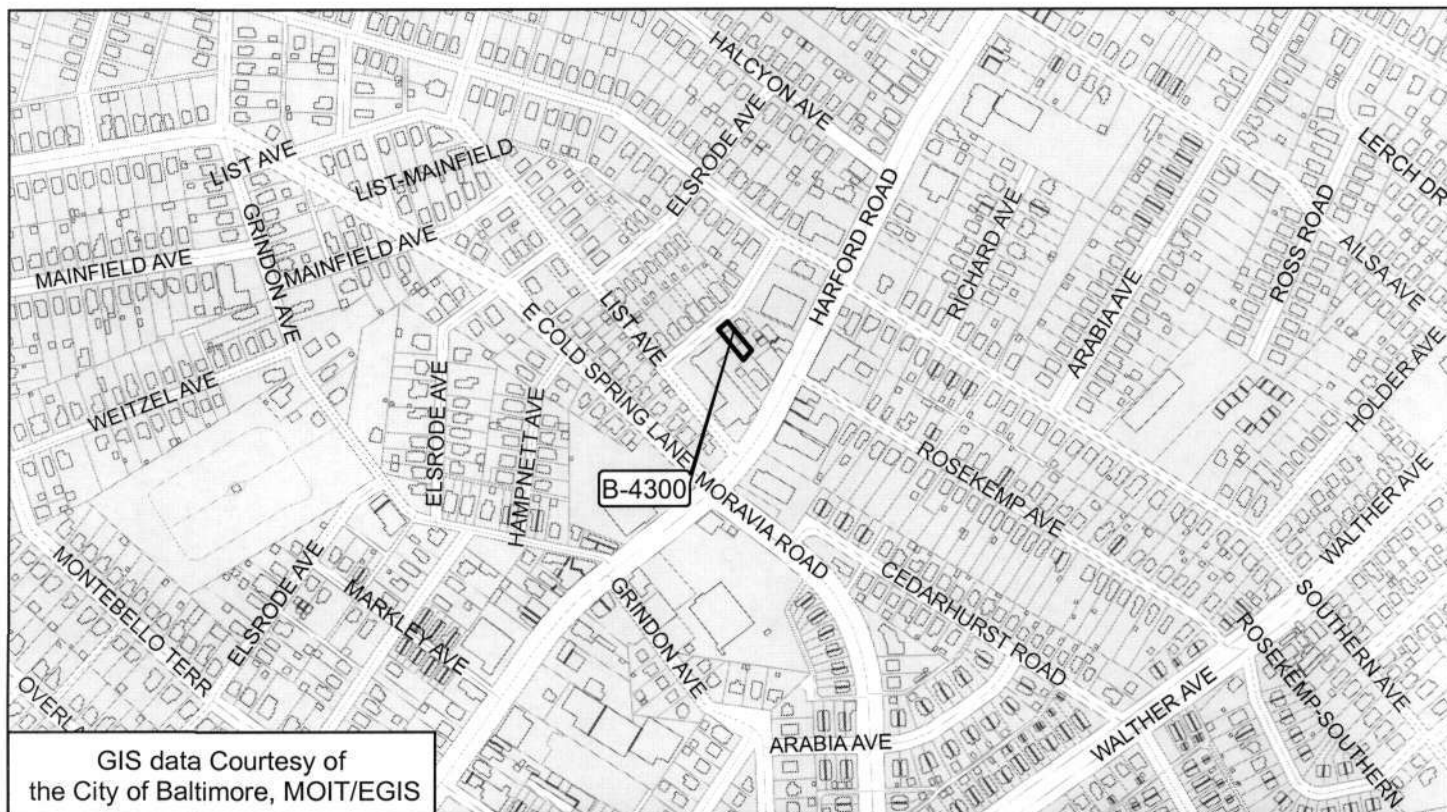 HALCYON AVE
ELSRODE AVE
LIST AVE
LIST-MAINFIELD
GRINDON AVE
MAINFIELD AVE
MAINFIELD AVE
HARFORD ROAD
RICHARD AVE
LERCH DR
ROSS ROAD
AILSA AVE
ARABIA AVE
E COLD SPRING LANE
LIST AVE
WEITZEL AVE
ELSRODE AVE
HAMPNETT AVE
HOLDER AVE
B-4300
MORAVIA ROAD
ROSEKEMP AVE
WALTHER AVE
MONTEBELLO TERR
ELSRODE AVE
MARKLEY AVE
GRINDON AVE
CEDARHURST ROAD
SOUTHERN AVE
ROSEKEMP-SOUTHERN
WALTHER AVE
ARABIA AVE
GIS data Courtesy of
the City of Baltimore, MOIT/EGIS